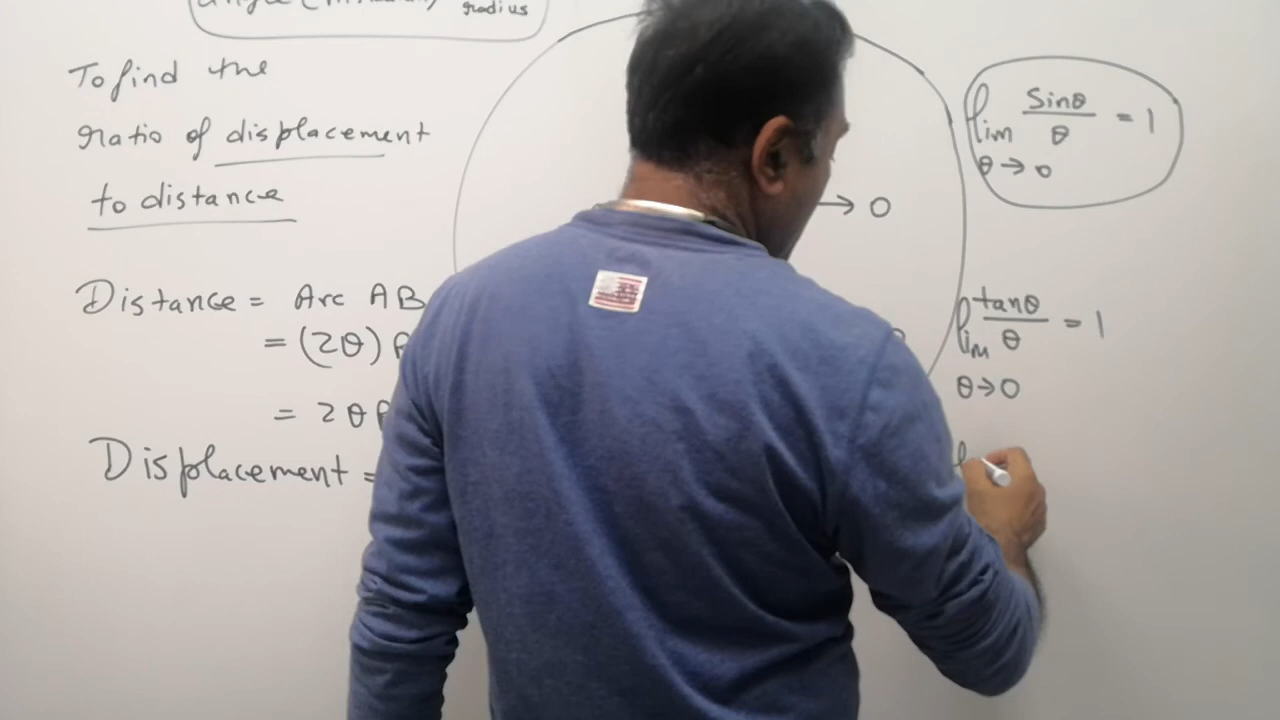 radius
To find the
ratio of displacement
to distance
Distance = Arc AB
= (2θ)
= 2θ
Displacement =
→ 0
lim sinθ/θ = 1
θ → 0
lim tanθ/θ = 1
θ → 0